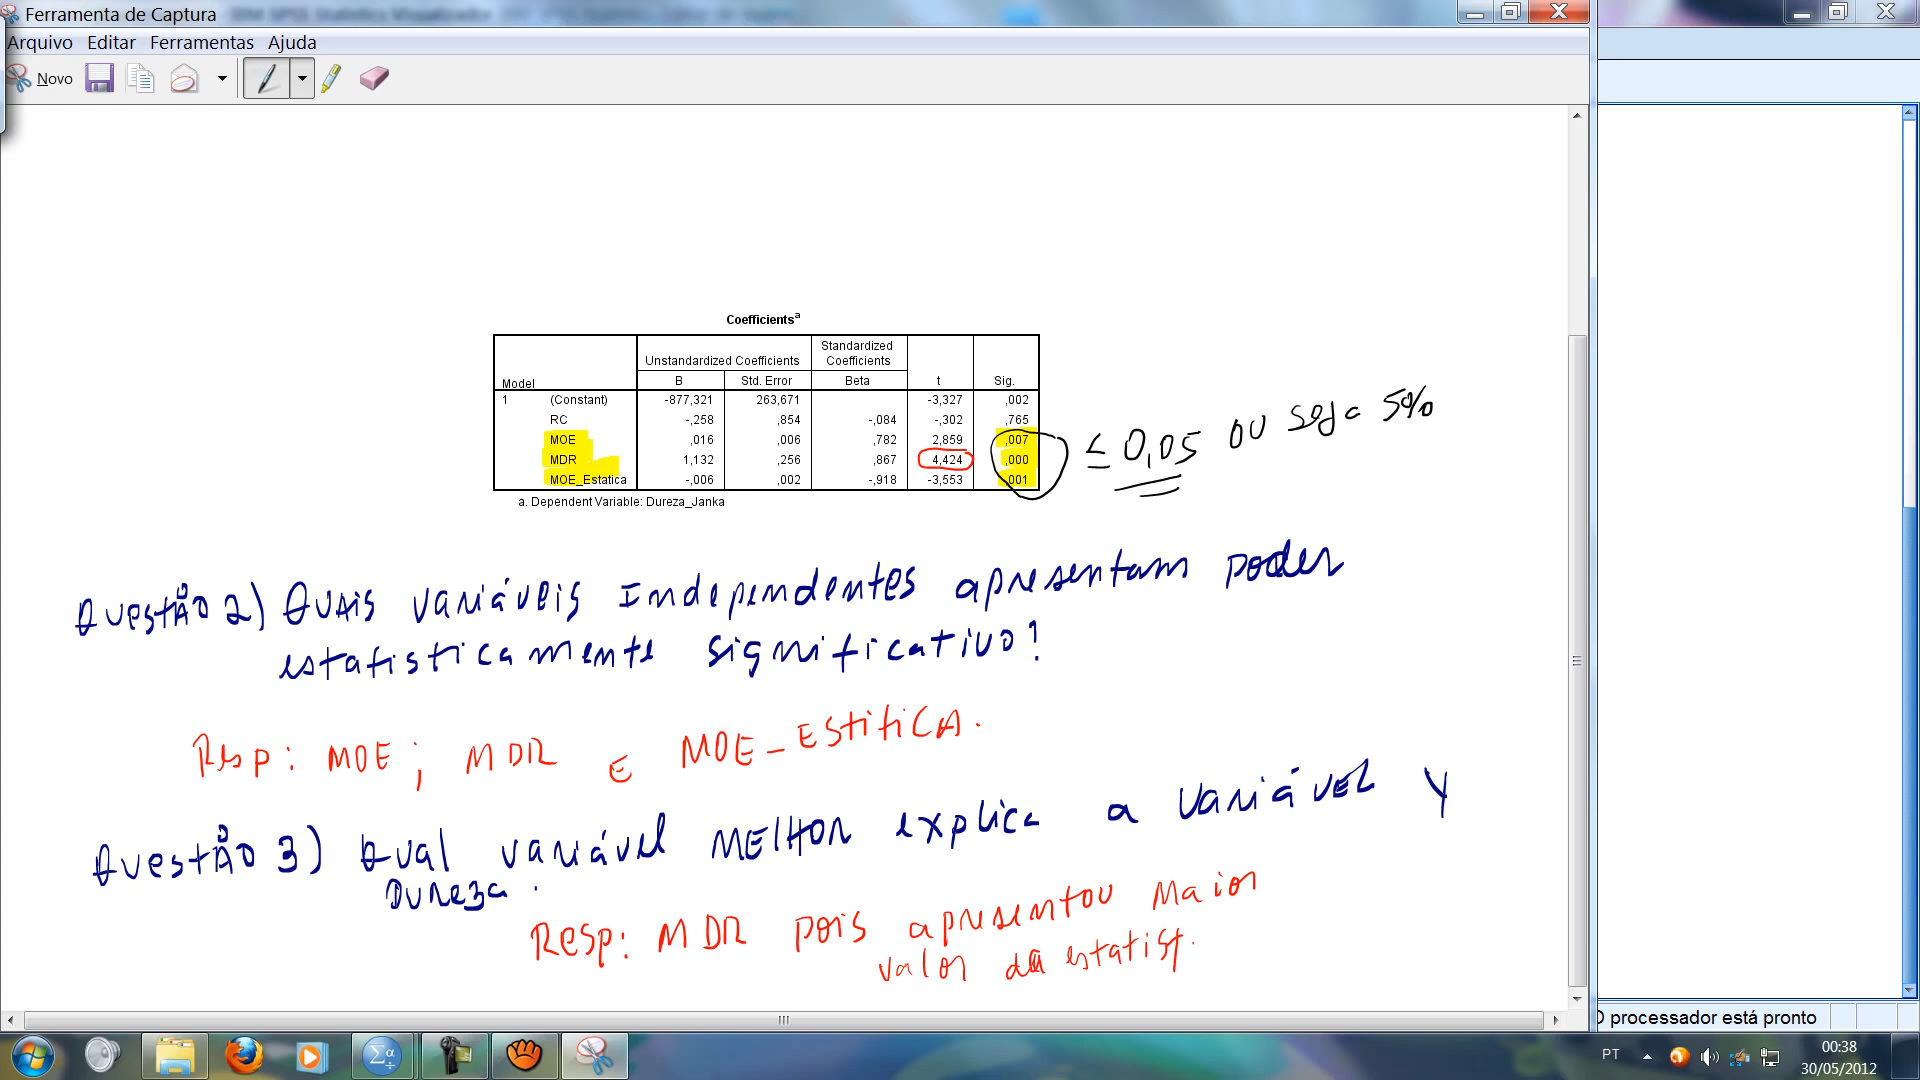 Ferramenta de Captura
Arquivo Editar Ferramentas Ajuda
Novo
Coefficientsa
Model Unstandardized Coefficients Standardized Coefficients t Sig.
B Std. Error Beta
1 (Constant) -877,321 263,671 -3,327 ,002
RC -,258 ,854 -,084 -,302 ,765
MOE ,016 ,006 ,782 2,859 ,007
MDR 1,132 ,256 ,867 4,424 ,000
MOE_Estatica -,006 ,002 -,918 -3,553 ,001
a. Dependent Variable: Dureza_Janka
≤ 0,05 ou seja 5%
Questão 2) Quais variáveis Independentes apresentam poder
estatisticamente significativo?
Resp: MOE; MDR E MOE-ESTÍTICA.
Questão 3) Qual variável MELHOR explica a variável Y
Dureza.
Resp: MDR pois apresentou Maior
valor da estatist.
O processador está pronto
PT
00:38
30/05/2012